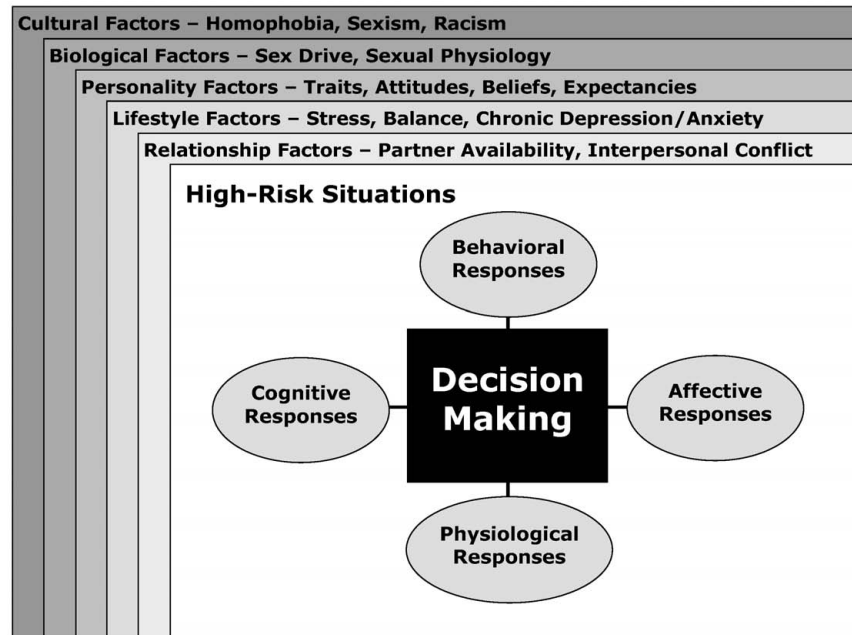 Cultural Factors – Homophobia, Sexism, Racism
Biological Factors – Sex Drive, Sexual Physiology
Personality Factors – Traits, Attitudes, Beliefs, Expectancies
Lifestyle Factors – Stress, Balance, Chronic Depression/Anxiety
Relationship Factors – Partner Availability, Interpersonal Conflict
High-Risk Situations
Behavioral
Responses
Cognitive
Responses
Decision
Making
Affective
Responses
Physiological
Responses